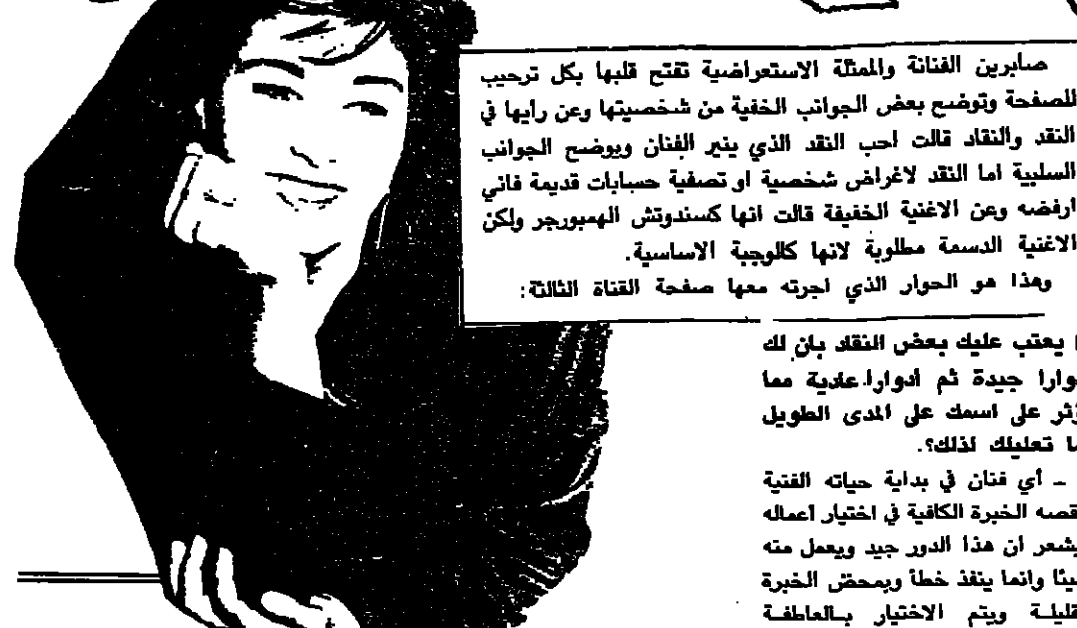 صابرين الفنانة والممثلة الاستعراضية تفتح قلبها بكل ترحيب
للصفحة وتوضح بعض الجوانب الخفية من شخصيتها وعن رايها في
النقد والنقاد قالت احب النقد الذي ينير الفنان ويوضح الجوانب
السلبية اما النقد لاغراض شخصية او تصفية حسابات قديمة فاني
ارفضه وعن الاغنية الخفيفة قالت انها كسندوتش الهمبورجر ولكن
الاغنية الدسمة مطلوبة لانها كالوجبة الاساسية.
وهذا هو الحوار الذي اجرته معها صفحة القناة الثالثة:
يعتب عليك بعض النقاد بان لك
وارا جيدة ثم أدوارا عادية مما
ؤثر على اسمك على المدى الطويل
ما تعليلك لذلك؟.
ـ أي فنان في بداية حياته الفنية
قصه الخبرة الكافية في اختيار اعماله
يشعر ان هذا الدور جيد ويعمل منه
يئا وانما ينفذ خطأ وبمحض الخبرة
قليلة ويتم الاختيار بالعاطفة